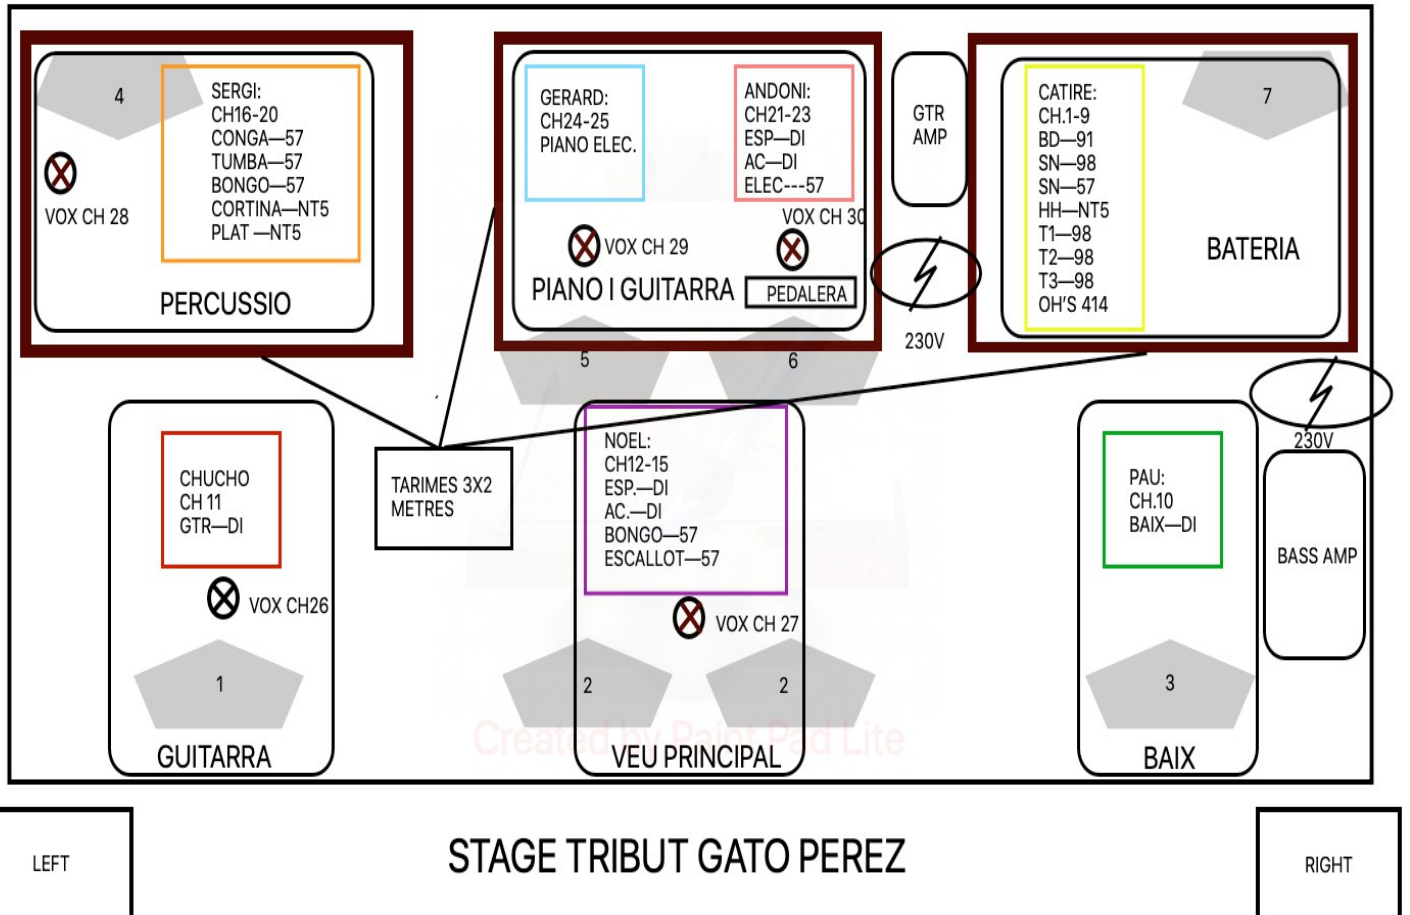 4
SERGI:
CH16-20
CONGA—57
TUMBA—57
BONGO—57
CORTINA—NT5
PLAT —NT5
VOX CH 28
PERCUSSIO
GERARD:
CH24-25
PIANO ELEC.
ANDONI:
CH21-23
ESP—DI
AC—DI
ELEC---57
VOX CH 30
VOX CH 29
PIANO I GUITARRA
PEDALERA
GTR
AMP
230V
CATIRE:
CH.1-9
BD—91
SN—98
SN—57
HH—NT5
T1—98
T2—98
T3—98
OH'S 414
7
BATERIA
5
6
230V
CHUCHO
CH 11
GTR—DI
VOX CH26
1
GUITARRA
TARIMES 3X2
METRES
NOEL:
CH12-15
ESP.—DI
AC.—DI
BONGO—57
ESCALLOT—57
VOX CH 27
2
2
Created by Paint Pad Lite
VEU PRINCIPAL
PAU:
CH.10
BAIX—DI
3
BAIX
BASS AMP
LEFT
STAGE TRIBUT GATO PEREZ
RIGHT